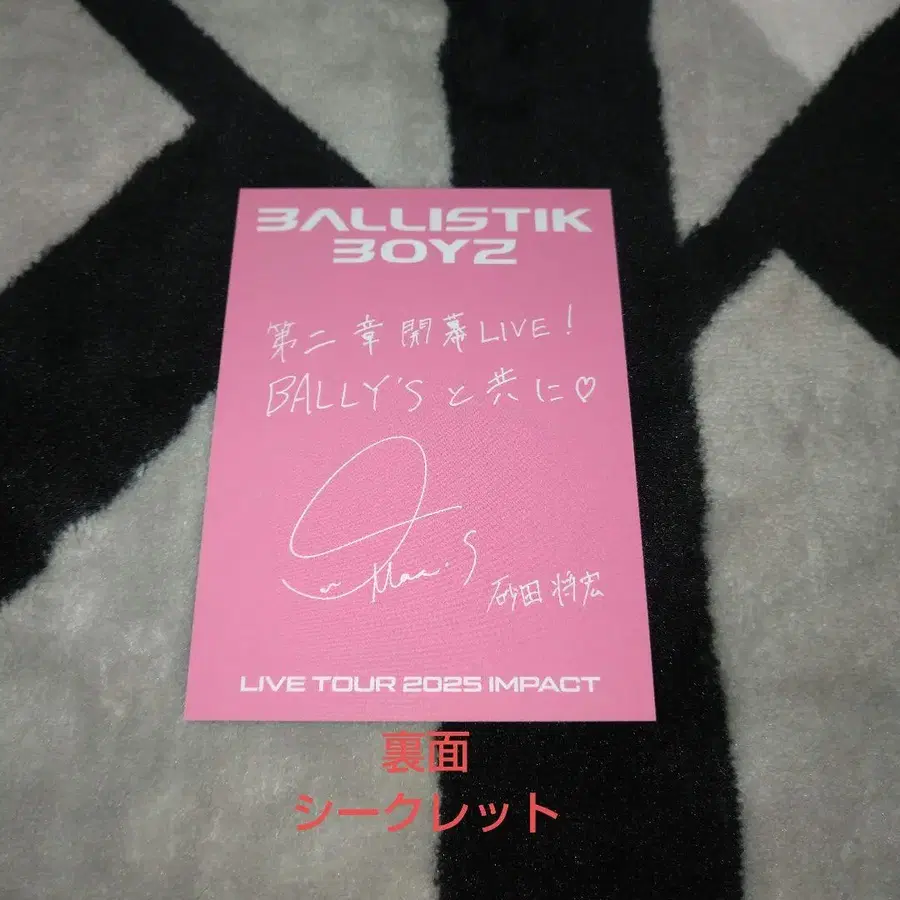 BALLISTIK
BOYZ
第二章開幕LIVE!
BALLY'Sと共に♡
Maa.S
砂田将宏
LIVE TOUR 2025 IMPACT
裏面
シークレット